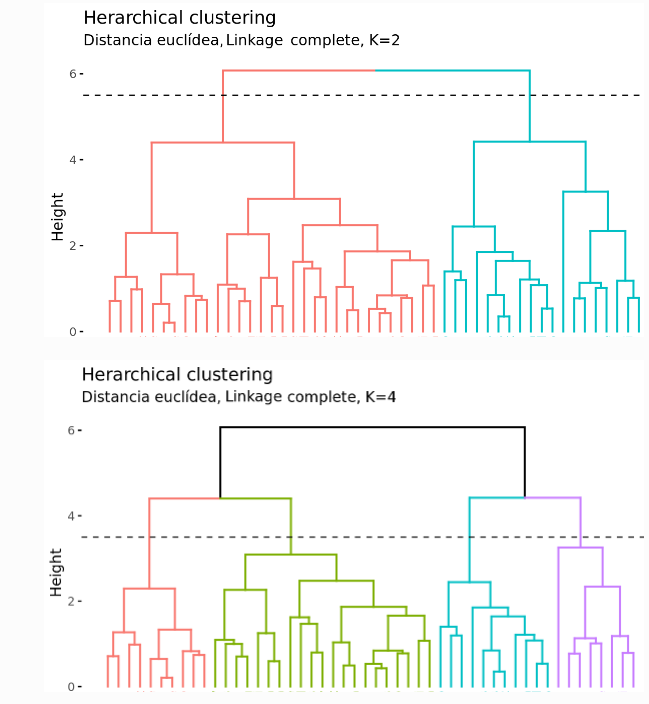 Herarchical clustering
Distancia euclídea, Linkage complete, K=2
6
4
2
0
Height
Herarchical clustering
Distancia euclídea, Linkage complete, K=4
6
4
2
0
Height